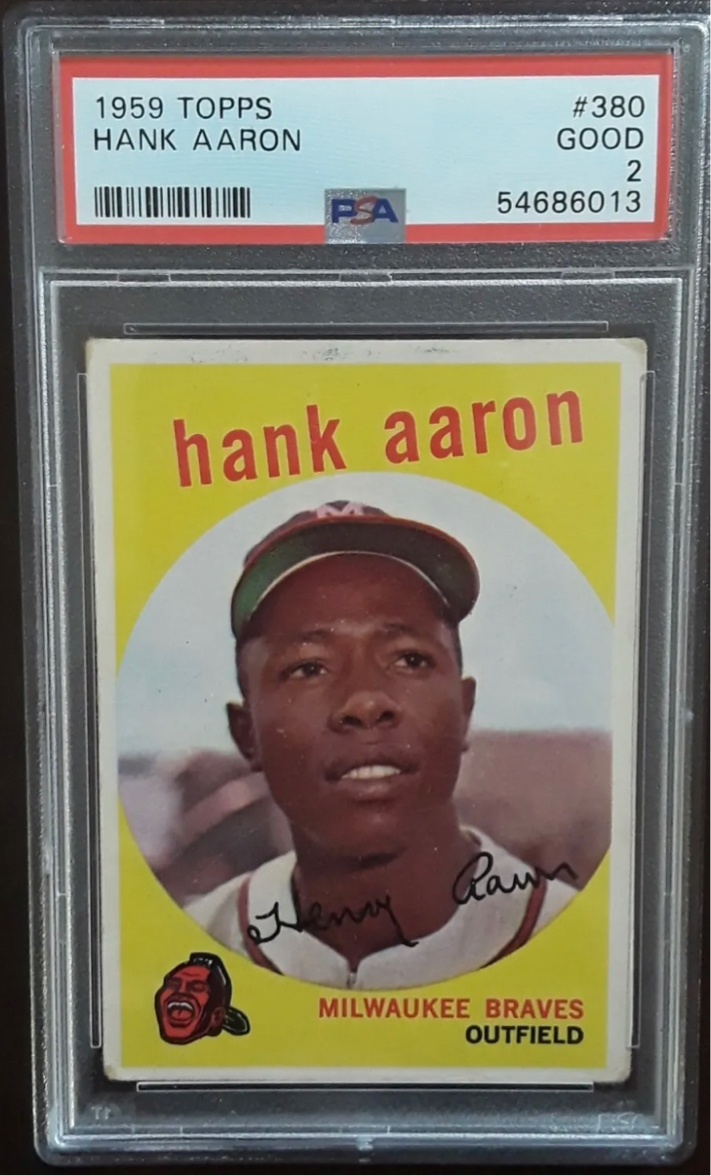 1959 TOPPS #380
HANK AARON GOOD
2
PSA 54686013
hank aaron
M
Henry Aaron
MILWAUKEE BRAVES
OUTFIELD